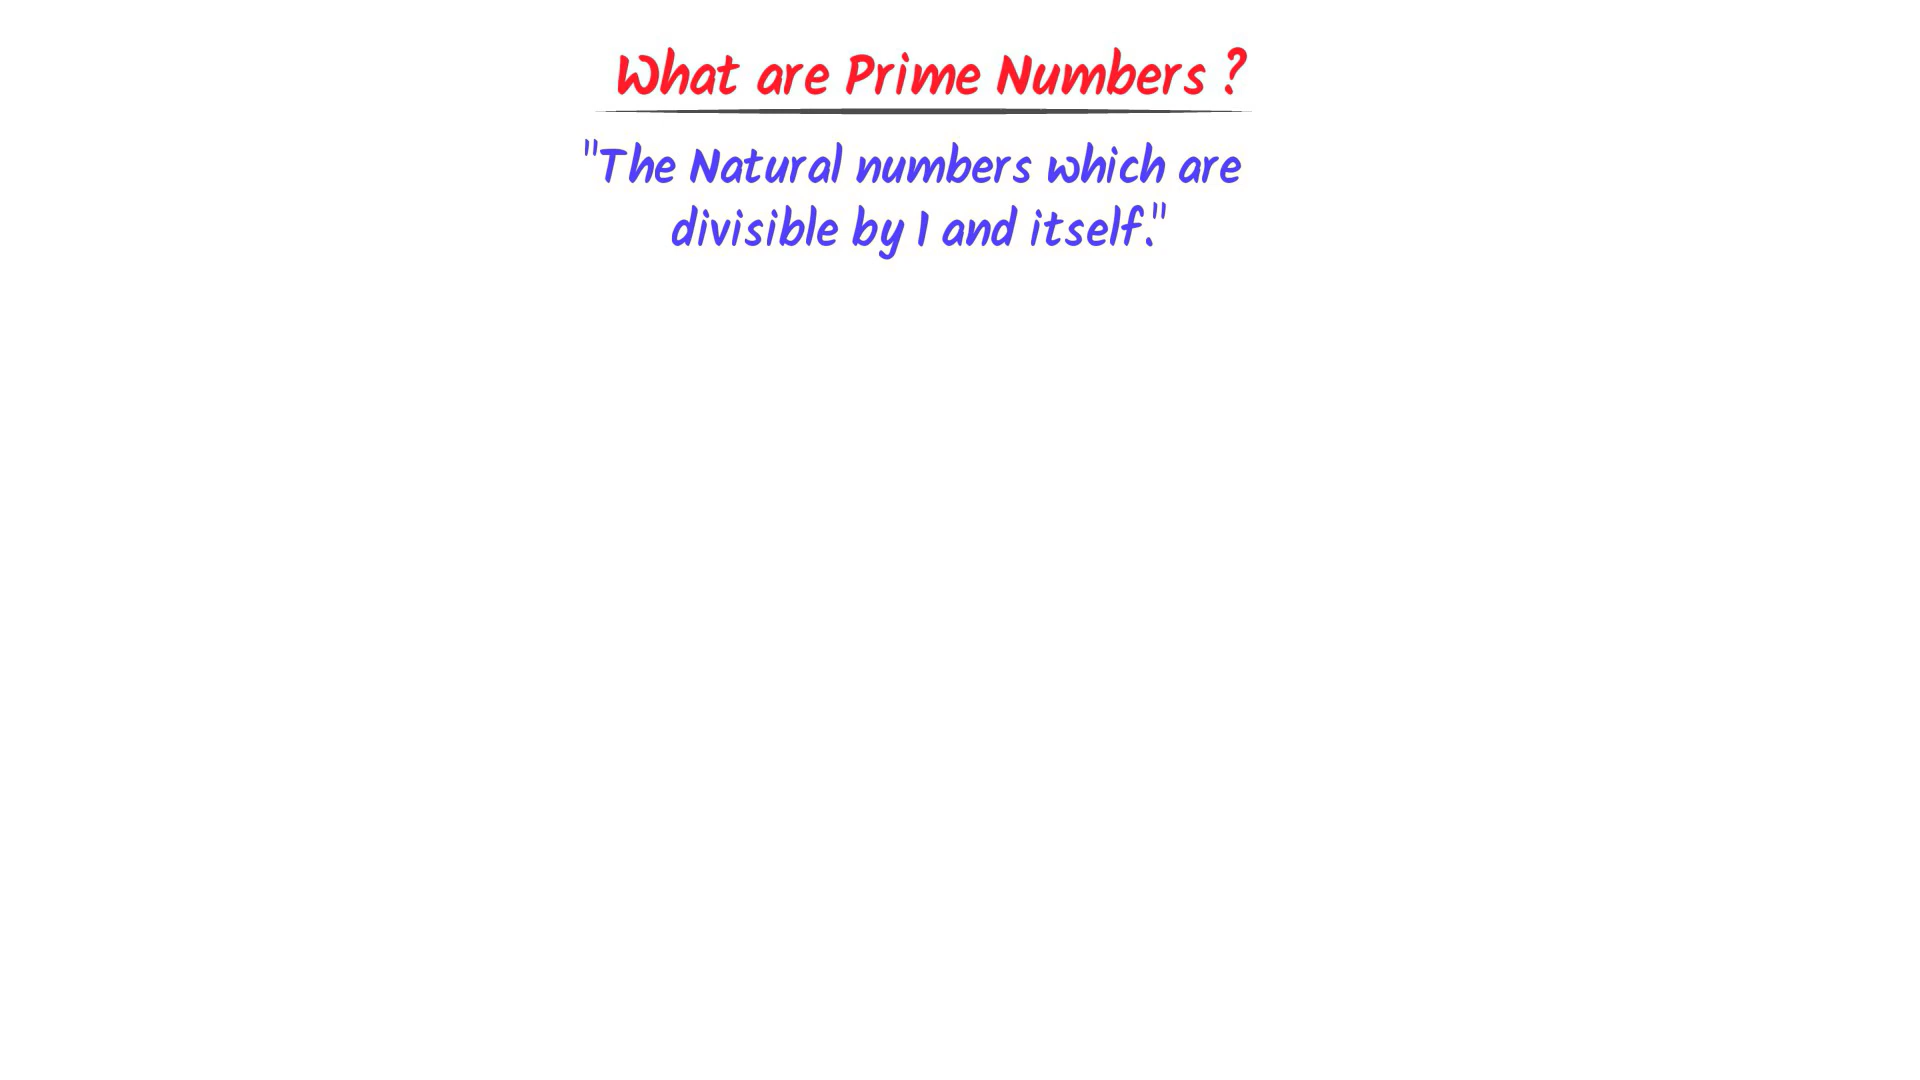 What are Prime Numbers ?
"The Natural numbers which are
divisible by 1 and itself."